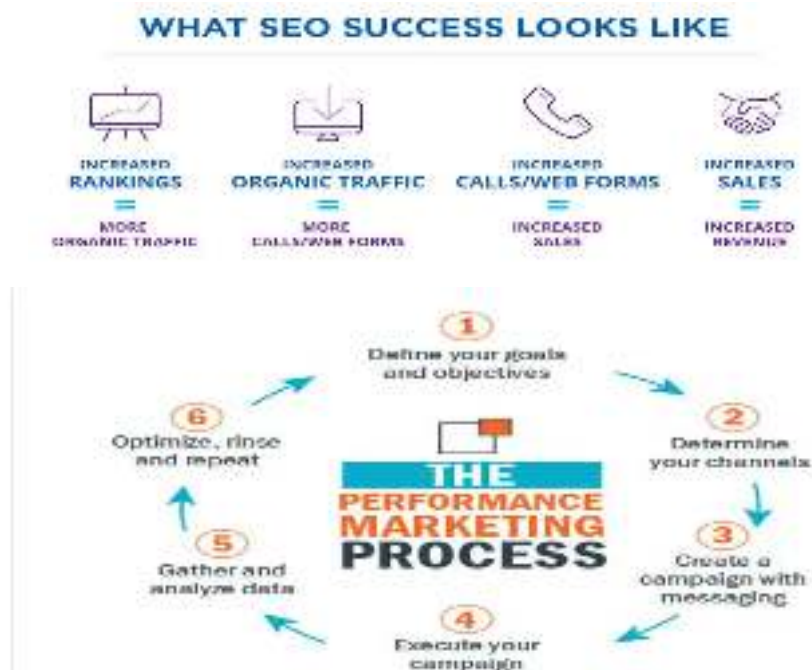 WHAT SEO SUCCESS LOOKS LIKE
INCREASED
RANKINGS
=
MORE
ORGANIC TRAFFIC
INCREASED
ORGANIC TRAFFIC
=
MORE
CALLS/WEB FORMS
INCREASED
CALLS/WEB FORMS
=
INCREASED
SALES
INCREASED
SALES
=
INCREASED
REVENUE
1
Define your goals
and objectives
2
Determine
your channels
3
Create a
campaign with
messaging
4
Execute your
campaign
5
Gather and
analyze data
6
Optimize, rinse
and repeat
THE
PERFORMANCE
MARKETING
PROCESS